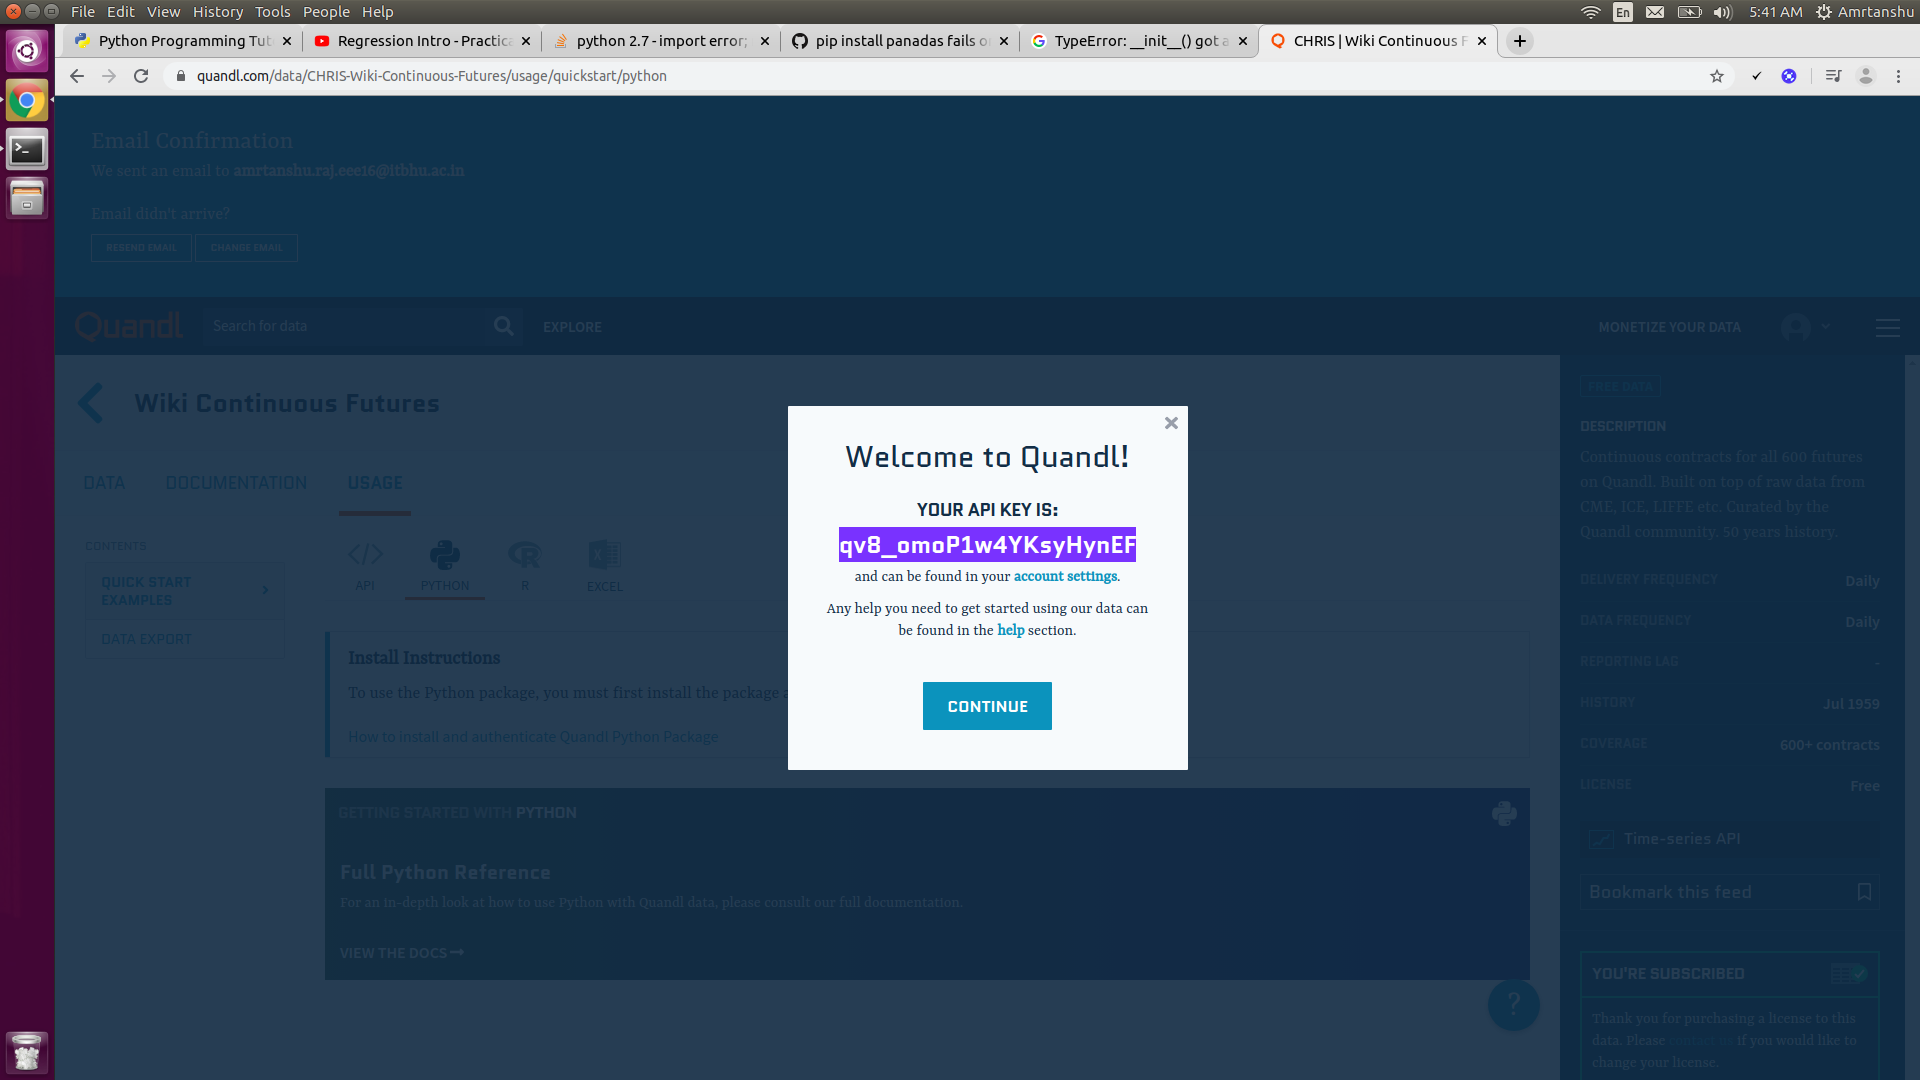 File Edit View History Tools People Help
En 5:41 AM Amrtanshu
Python Programming Tut
Regression Intro - Practica
python 2.7 - import error;
pip install panadas fails o
TypeError: __init__() got a
CHRIS | Wiki Continuous F
quandl.com/data/CHRIS-Wiki-Continuous-Futures/usage/quickstart/python
Email Confirmation
We sent an email to amrtanshu.raj.eee16@itbhu.ac.in
Email didn't arrive?
RESEND EMAIL CHANGE EMAIL
Quandl
Search for data
EXPLORE
MONETIZE YOUR DATA
Wiki Continuous Futures
DATA DOCUMENTATION USAGE
CONTENTS
QUICK START
EXAMPLES
DATA EXPORT
API PYTHON R EXCEL
Install Instructions
To use the Python package, you must first install the package
How to install and authenticate Quandl Python Package
GETTING STARTED WITH PYTHON
Full Python Reference
For an in-depth look at how to use Python with Quandl data, please consult our full documentation.
VIEW THE DOCS
Welcome to Quandl!
YOUR API KEY IS:
qv8_omoP1w4YKsyHynEF
and can be found in your account settings.
Any help you need to get started using our data can
be found in the help section.
CONTINUE
FREE DATA
DESCRIPTION
Continuous contracts for all 600 futures
on Quandl. Built on top of raw data from
CME, ICE, LIFFE etc. Curated by the
Quandl community. 50 years history.
DELIVERY FREQUENCY Daily
DATA FREQUENCY Daily
REPORTING LAG -
HISTORY Jul 1959
COVERAGE 600+ contracts
LICENSE Free
Time-series API
Bookmark this feed
YOU'RE SUBSCRIBED
Thank you for purchasing a license to this
data. Please contact us if you would like to
change your license.
?